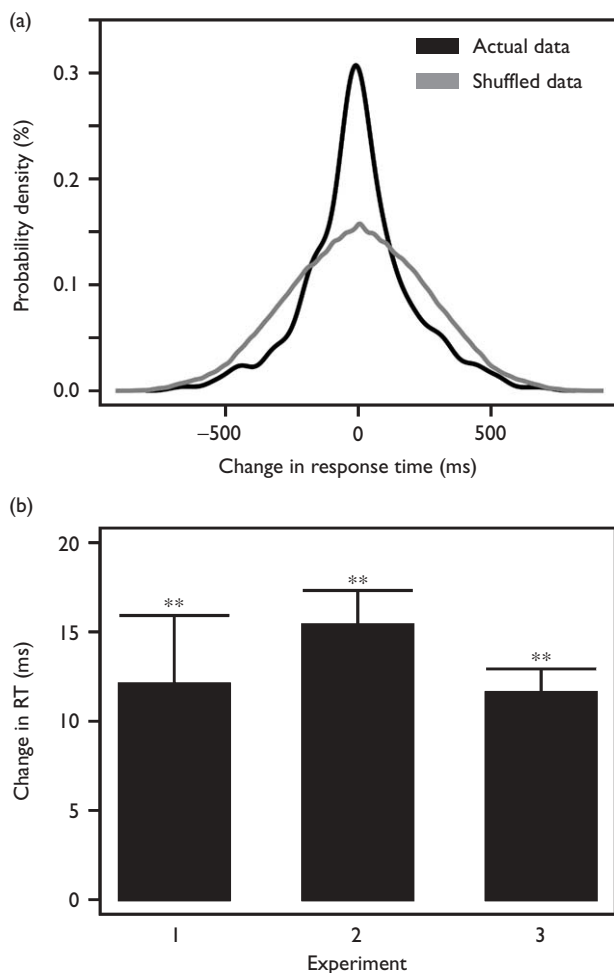 (a)
Actual data
Shuffled data
Probability density (%)
0.3
0.2
0.1
0.0
−500
0
500
Change in response time (ms)
(b)
Change in RT (ms)
20
15
10
5
0
**
**
**
1
2
3
Experiment